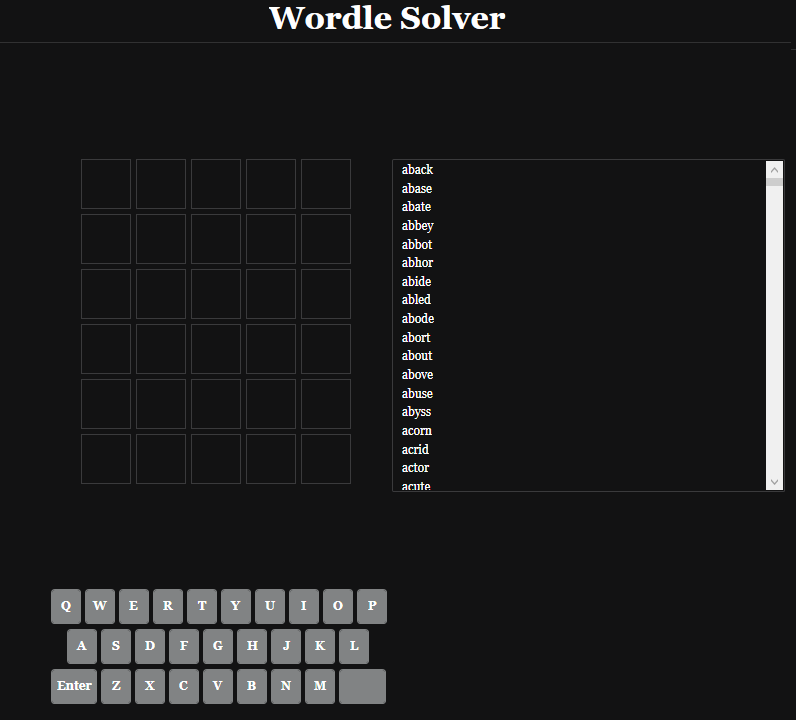 Wordle Solver
aback
abase
abate
abbey
abbot
abhor
abide
abled
abode
abort
about
above
abuse
abyss
acorn
acrid
actor
acute
Q W E R T Y U I O P
A S D F G H J K L
Enter Z X C V B N M